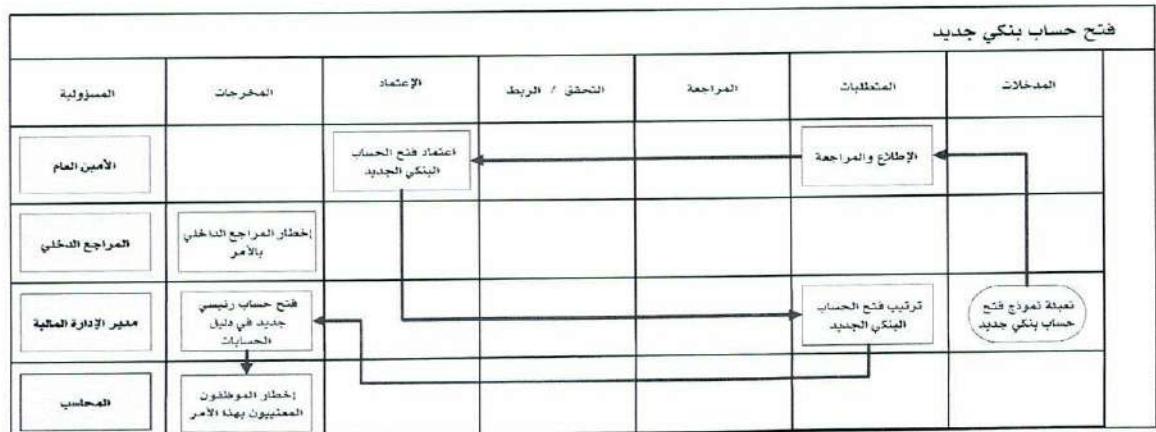 فتح حساب بنكي جديد
المدخلات
المتطلبات
المراجعة
التحقق / الربط
الإعتماد
المخرجات
المسؤولية
الإطلاع والمراجعة
اعتماد فتح الحساب
البنكي الجديد
الأمين العام
إخطار المراجع الداخلي
بالأمر
المراجع الدخلي
تعبئة نموذج فتح
حساب بنكي جديد
ترتيب فتح الحساب
البنكي الجديد
فتح حساب رئيسي
جديد في دليل
الحسابات
مدير الإدارة المالية
إخطار الموظفون
المعنييون بهذا الأمر
المحاسب